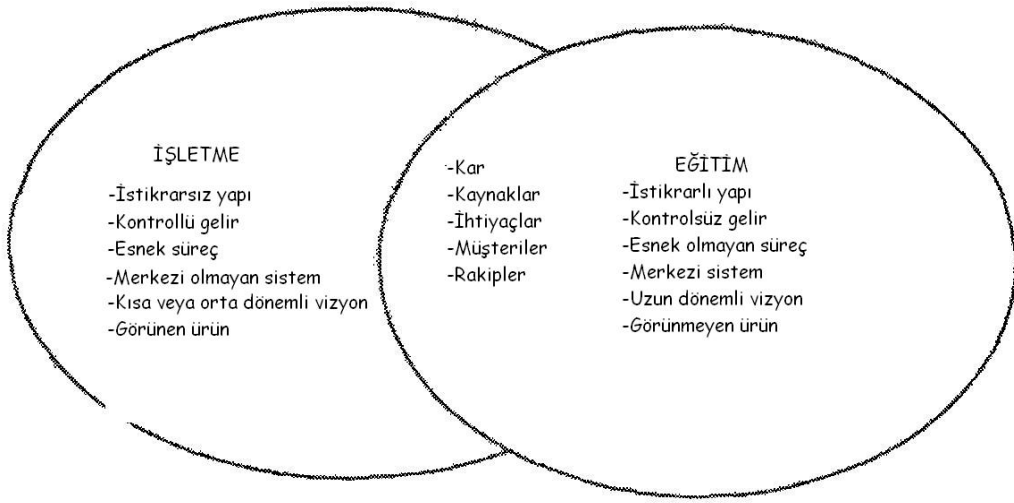 İŞLETME
-İstikrarsız yapı
-Kontrollü gelir
-Esnek süreç
-Merkezi olmayan sistem
-Kısa veya orta dönemli vizyon
-Görünen ürün
-Kar
-Kaynaklar
-İhtiyaçlar
-Müşteriler
-Rakipler
EĞİTİM
-İstikrarlı yapı
-Kontrolsüz gelir
-Esnek olmayan süreç
-Merkezi sistem
-Uzun dönemli vizyon
-Görünmeyen ürün